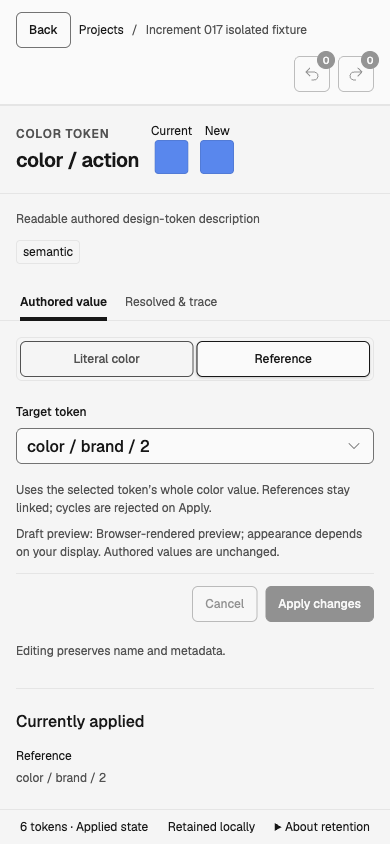 Back Projects / Increment 017 isolated fixture
0 0
COLOR TOKEN Current New
color / action
Readable authored design-token description
semantic
Authored value Resolved & trace
Literal color Reference
Target token
color / brand / 2
Uses the selected token's whole color value. References stay
linked; cycles are rejected on Apply.
Draft preview: Browser-rendered preview; appearance depends
on your display. Authored values are unchanged.
Cancel Apply changes
Editing preserves name and metadata.
Currently applied
Reference
color / brand / 2
6 tokens · Applied state Retained locally ▶ About retention